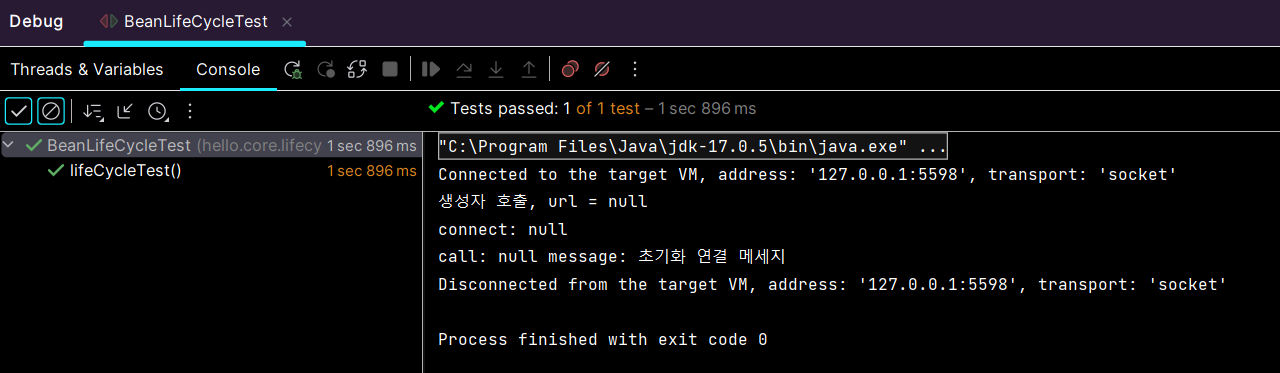 Debug BeanLifeCycleTest
Threads & Variables Console
Tests passed: 1 of 1 test – 1 sec 896 ms
BeanLifeCycleTest (hello.core.lifecy 1 sec 896 ms
lifeCycleTest() 1 sec 896 ms
"C:\Program Files\Java\jdk-17.0.5\bin\java.exe" ...
Connected to the target VM, address: '127.0.0.1:5598', transport: 'socket'
생성자 호출, url = null
connect: null
call: null message: 초기화 연결 메세지
Disconnected from the target VM, address: '127.0.0.1:5598', transport: 'socket'
Process finished with exit code 0